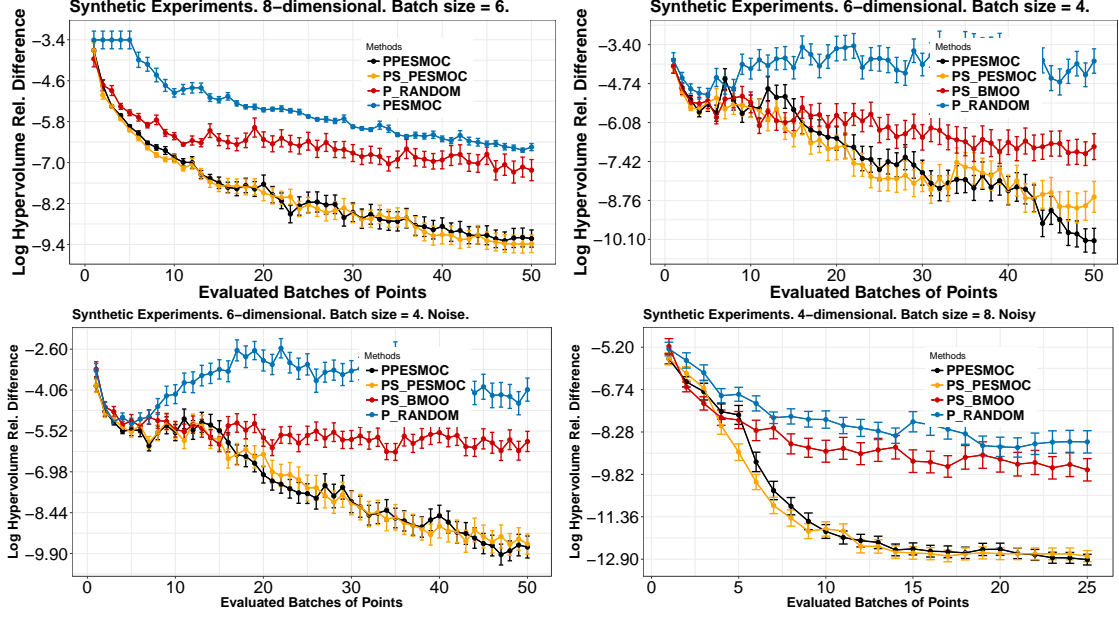 Synthetic Experiments. 8−dimensional. Batch size = 6.
Log Hypervolume Rel. Difference
−3.4
−4.6
−5.8
−7.0
−8.2
−9.4
Methods
PPESMOC
PS_PESMOC
P_RANDOM
PESMOC
0
10
20
30
40
50
Evaluated Batches of Points
Synthetic Experiments. 6−dimensional. Batch size = 4.
Log Hypervolume Rel. Difference
−3.40
−4.74
−6.08
−7.42
−8.76
−10.10
Methods
PPESMOC
PS_PESMOC
PS_BMOO
P_RANDOM
0
10
20
30
40
50
Evaluated Batches of Points
Synthetic Experiments. 6−dimensional. Batch size = 4. Noise.
Log Hypervolume Rel. Difference
−2.60
−4.06
−5.52
−6.98
−8.44
−9.90
Methods
PPESMOC
PS_PESMOC
PS_BMOO
P_RANDOM
0
10
20
30
40
50
Evaluated Batches of Points
Synthetic Experiments. 4−dimensional. Batch size = 8. Noisy
Log Hypervolume Rel. Difference
−5.20
−6.74
−8.28
−9.82
−11.36
−12.90
Methods
PPESMOC
PS_PESMOC
PS_BMOO
P_RANDOM
0
5
10
15
20
25
Evaluated Batches of Points